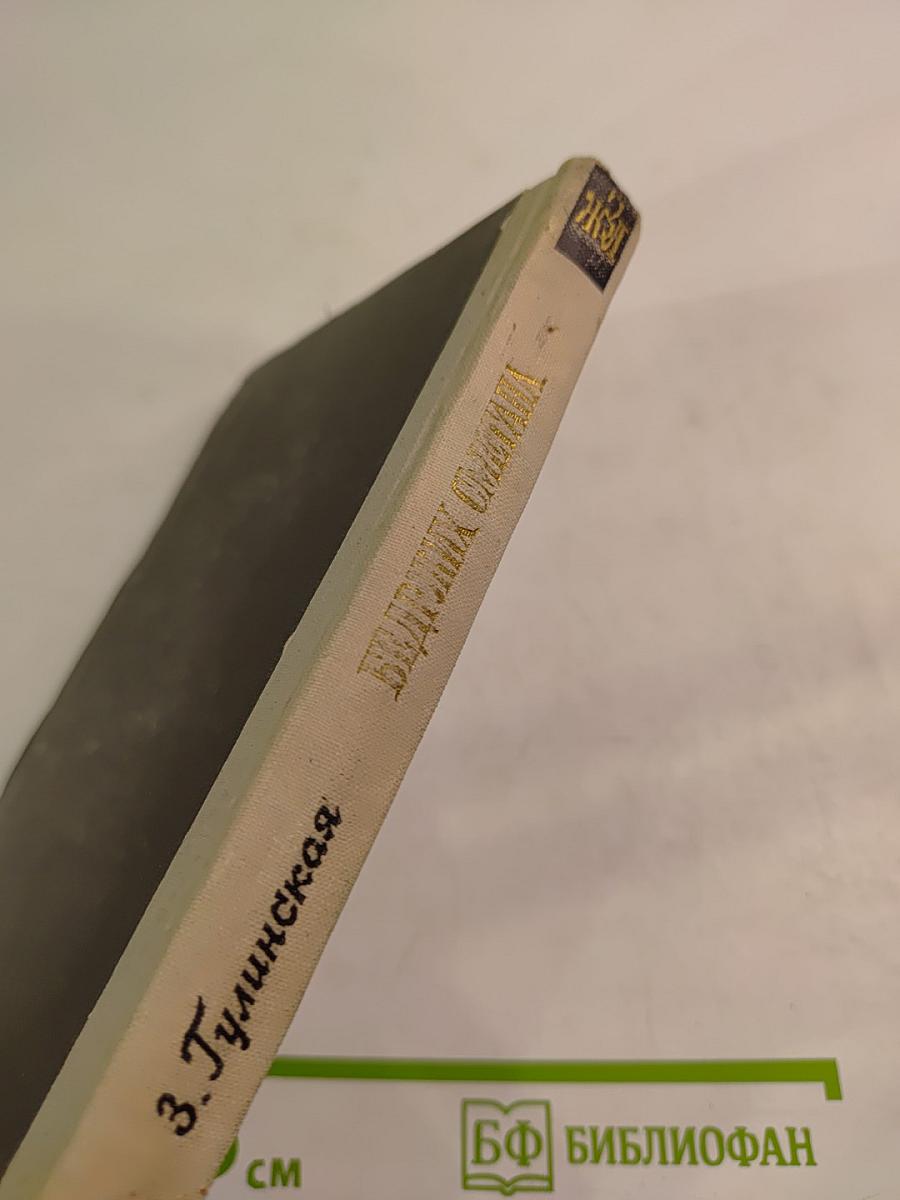 ЖЗЛ
БЕДРЖИХ СМЕТАНА
З. Гулинская
см
БФ БИБЛИОФАН